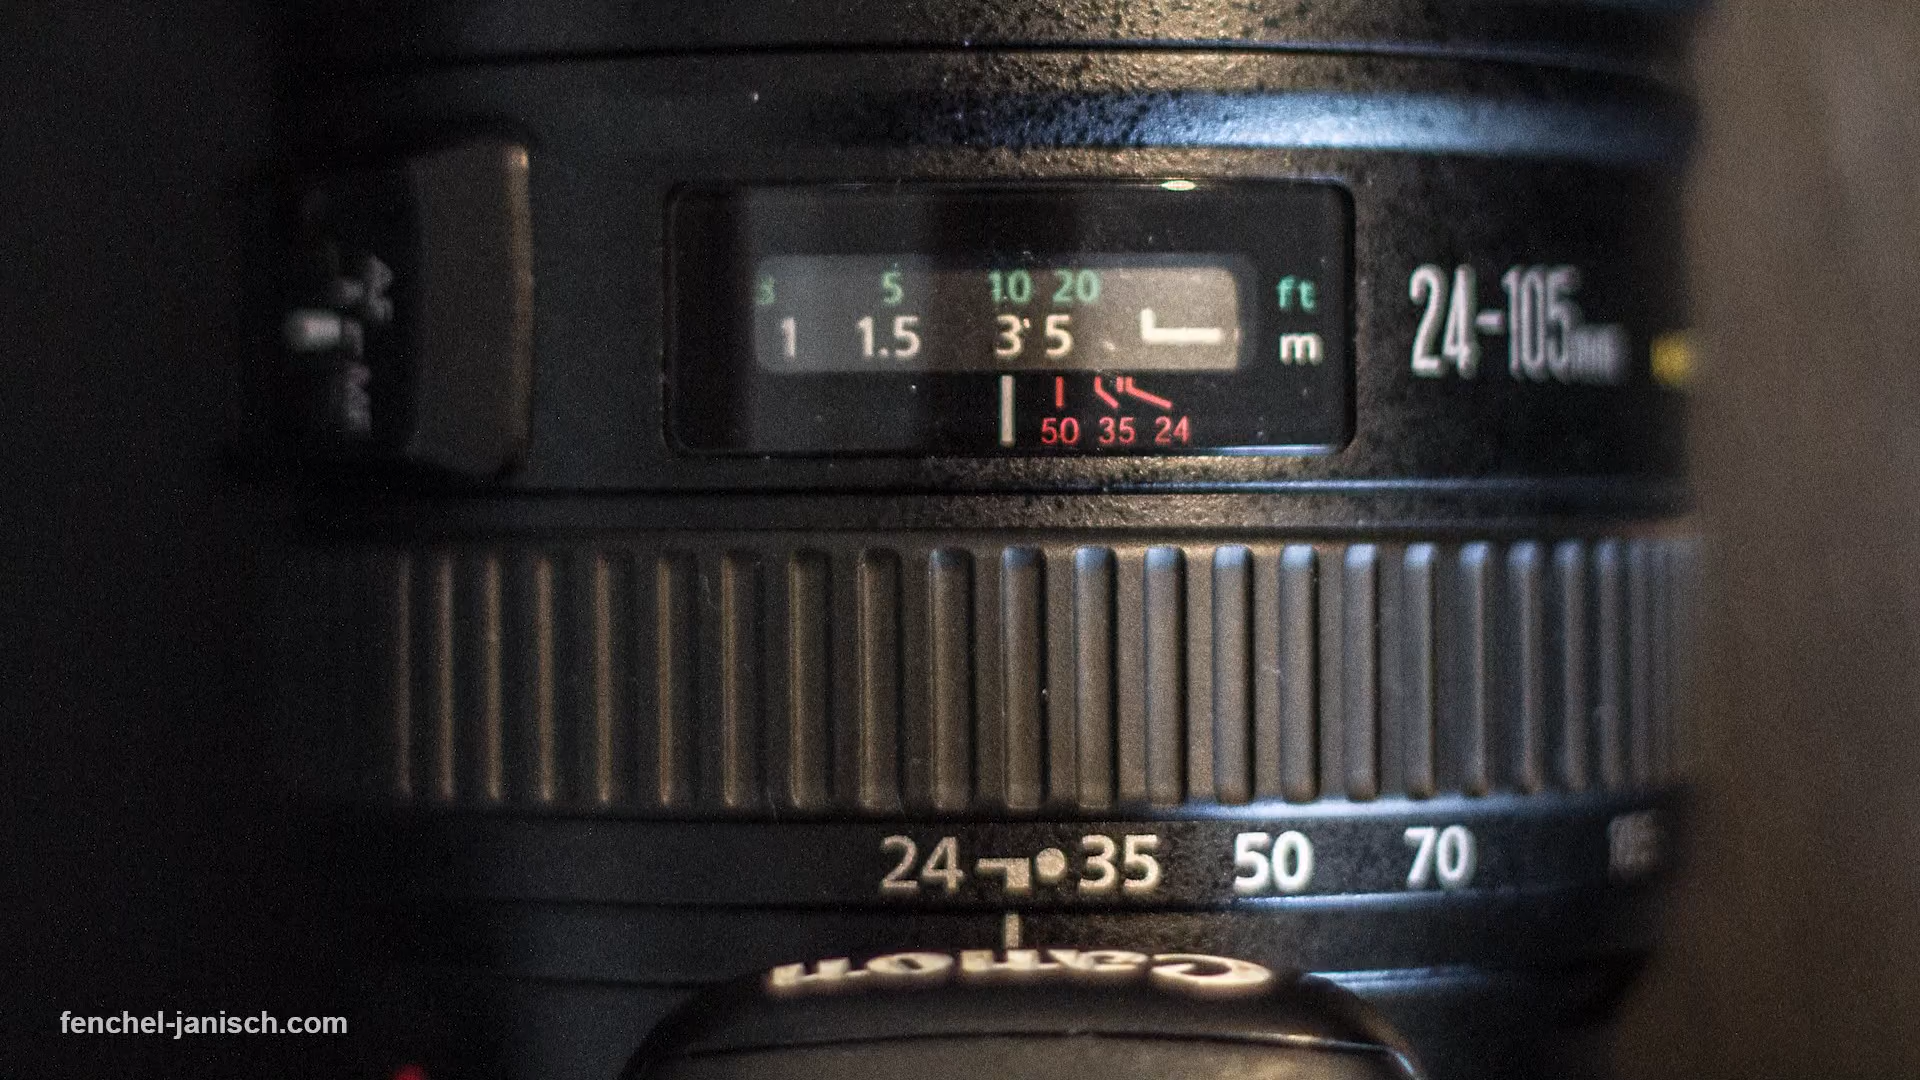 5 10 20 ft
1 1.5 3 5 m
24-105mm
50 35 24
24 35 50 70 105
Canon
fenchel-janisch.com